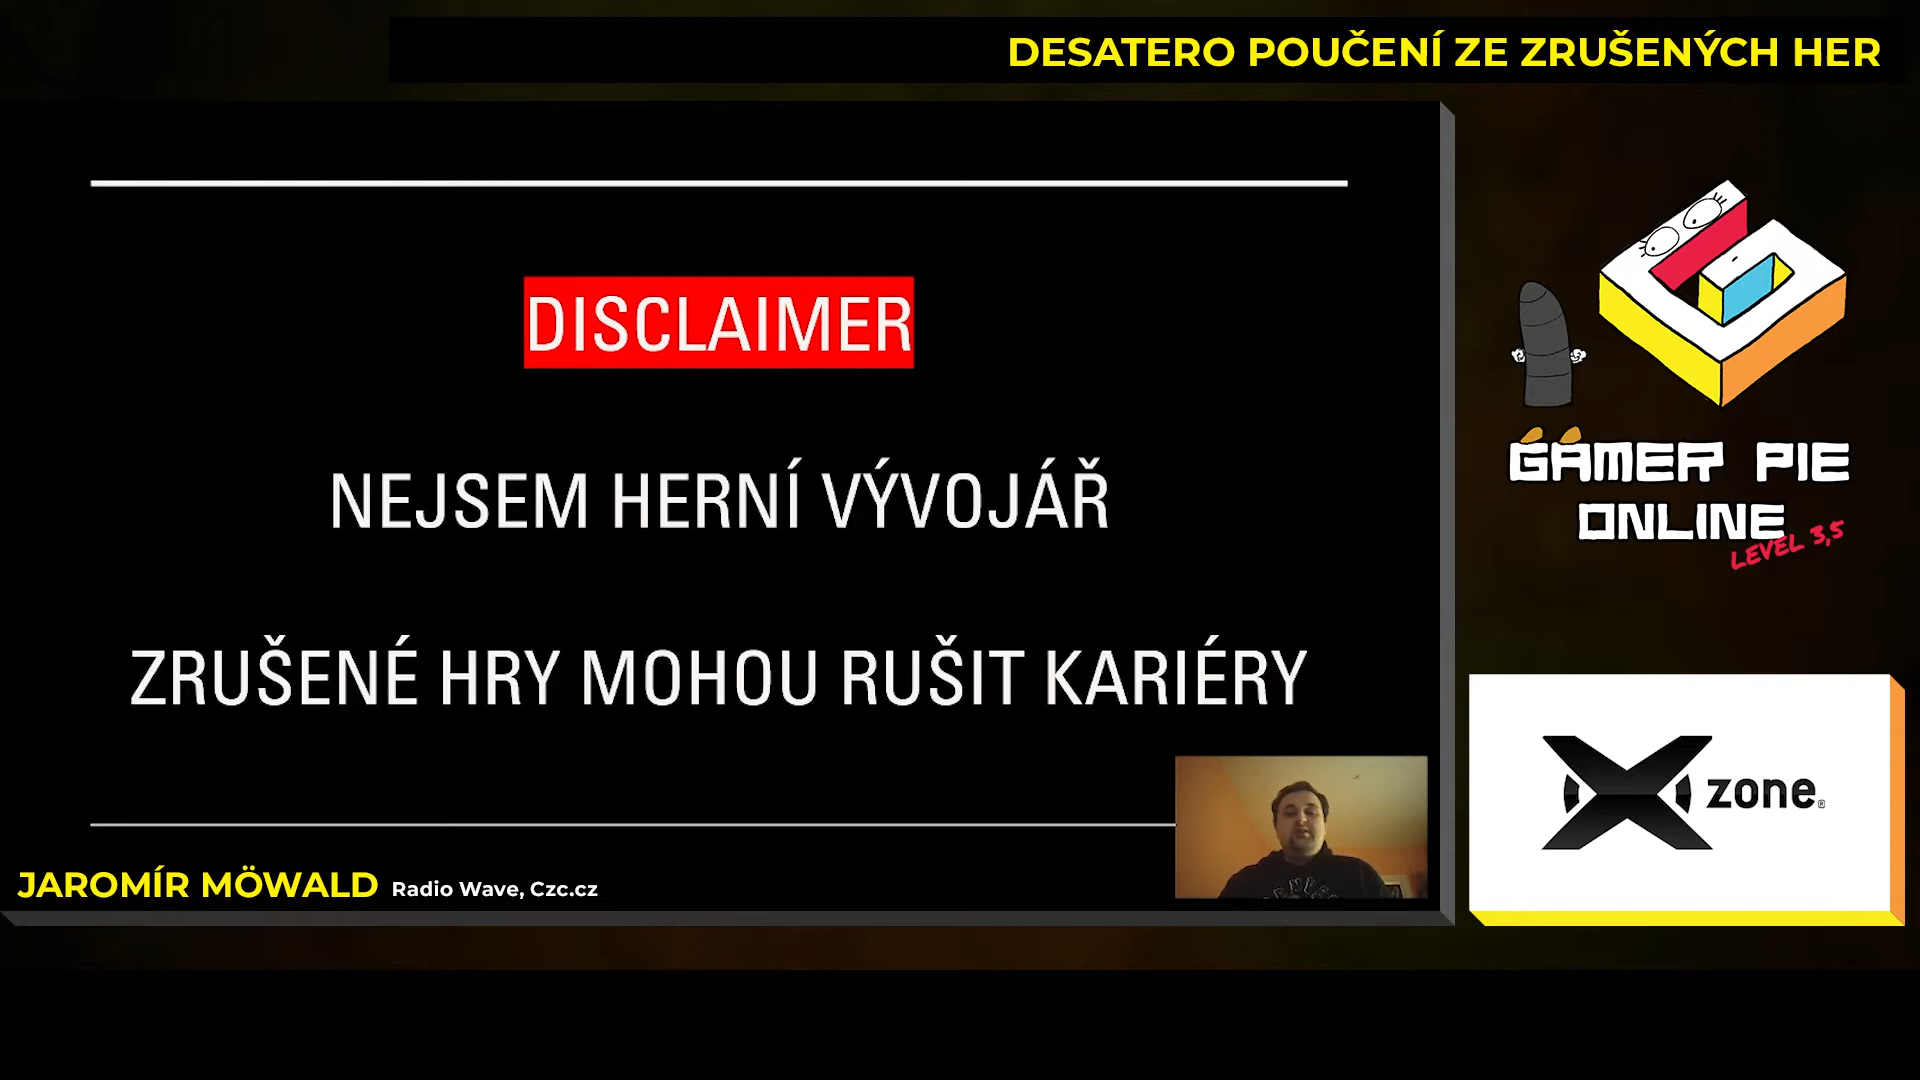 DESATERO POUČENÍ ZE ZRUŠENÝCH HER
DISCLAIMER
NEJSEM HERNÍ VÝVOJÁŘ
ZRUŠENÉ HRY MOHOU RUŠIT KARIÉRY
JAROMÍR MÖWALD Radio Wave, Czc.cz
GAMER PIE
ONLINE
LEVEL 3,5
X zone®